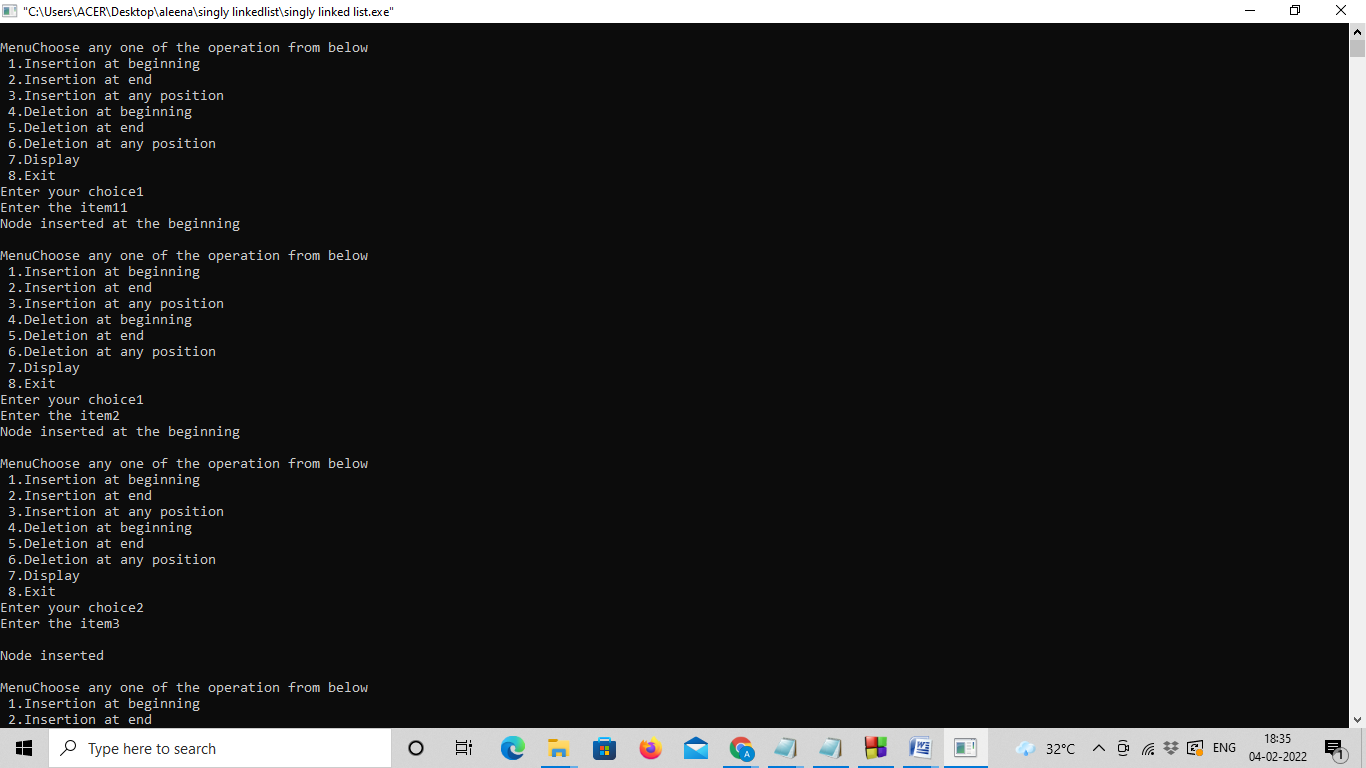 "C:\Users\ACER\Desktop\aleena\singly linkedlist\singly linked list.exe"
MenuChoose any one of the operation from below
1.Insertion at beginning
2.Insertion at end
3.Insertion at any position
4.Deletion at beginning
5.Deletion at end
6.Deletion at any position
7.Display
8.Exit
Enter your choice1
Enter the item11
Node inserted at the beginning
MenuChoose any one of the operation from below
1.Insertion at beginning
2.Insertion at end
3.Insertion at any position
4.Deletion at beginning
5.Deletion at end
6.Deletion at any position
7.Display
8.Exit
Enter your choice1
Enter the item2
Node inserted at the beginning
MenuChoose any one of the operation from below
1.Insertion at beginning
2.Insertion at end
3.Insertion at any position
4.Deletion at beginning
5.Deletion at end
6.Deletion at any position
7.Display
8.Exit
Enter your choice2
Enter the item3
Node inserted
MenuChoose any one of the operation from below
1.Insertion at beginning
2.Insertion at end
Type here to search
A
W
32°C
ENG
18:35
04-02-2022
1